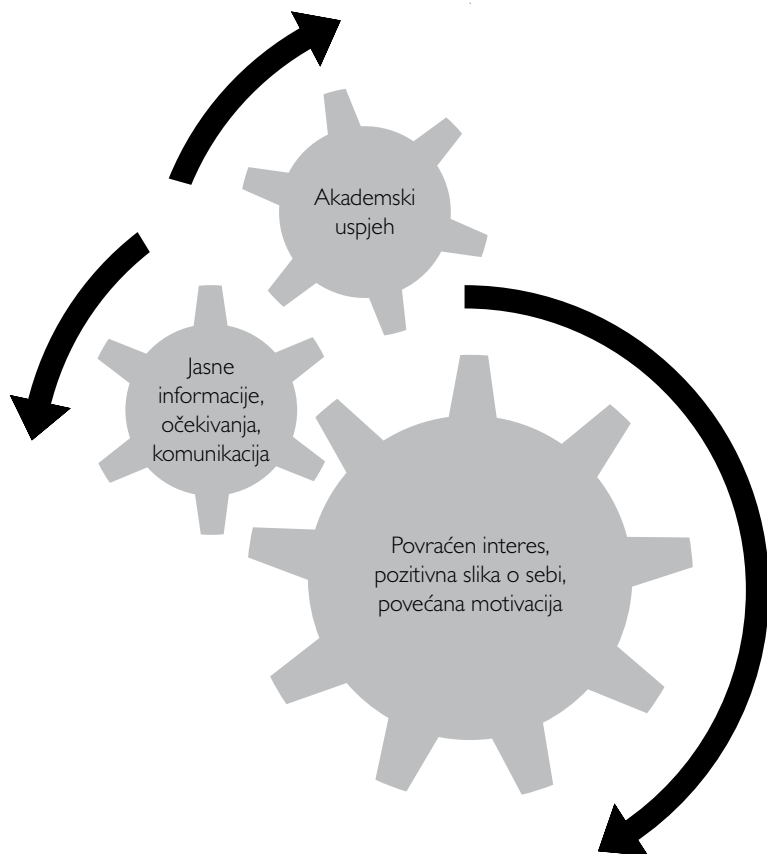 Akademski
uspjeh
Jasne
informacije,
očekivanja,
komunikacija
Povraćen interes,
pozitivna slika o sebi,
povećana motivacija